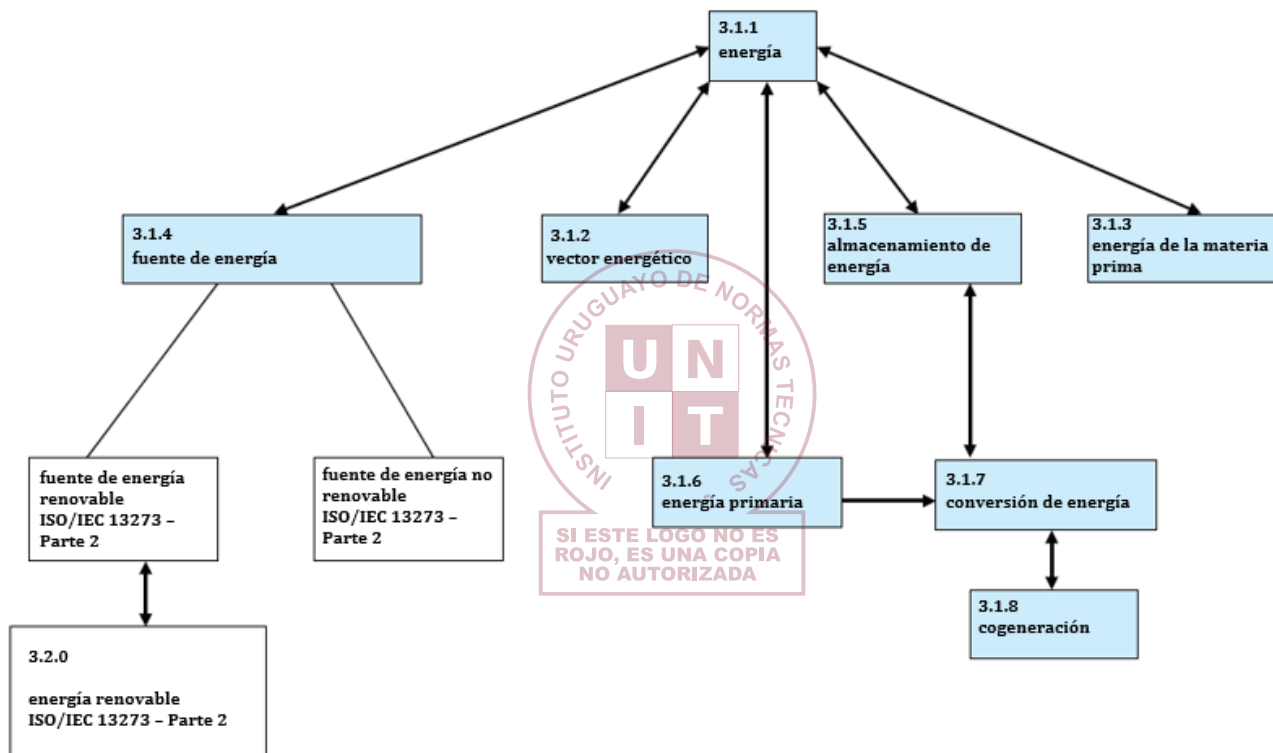 3.1.1
energía
3.1.4
fuente de energía
3.1.2
vector energético
3.1.5
almacenamiento de
energía
3.1.3
energía de la materia
prima
INSTITUTO URUGUAYO DE NORMAS TECNICAS
U N
I T
fuente de energía
renovable
ISO/IEC 13273 –
Parte 2
fuente de energía no
renovable
ISO/IEC 13273 –
Parte 2
3.1.6
energía primaria
3.1.7
conversión de energía
SI ESTE LOGO NO ES
ROJO, ES UNA COPIA
NO AUTORIZADA
3.1.8
cogeneración
3.2.0
energía renovable
ISO/IEC 13273 – Parte 2